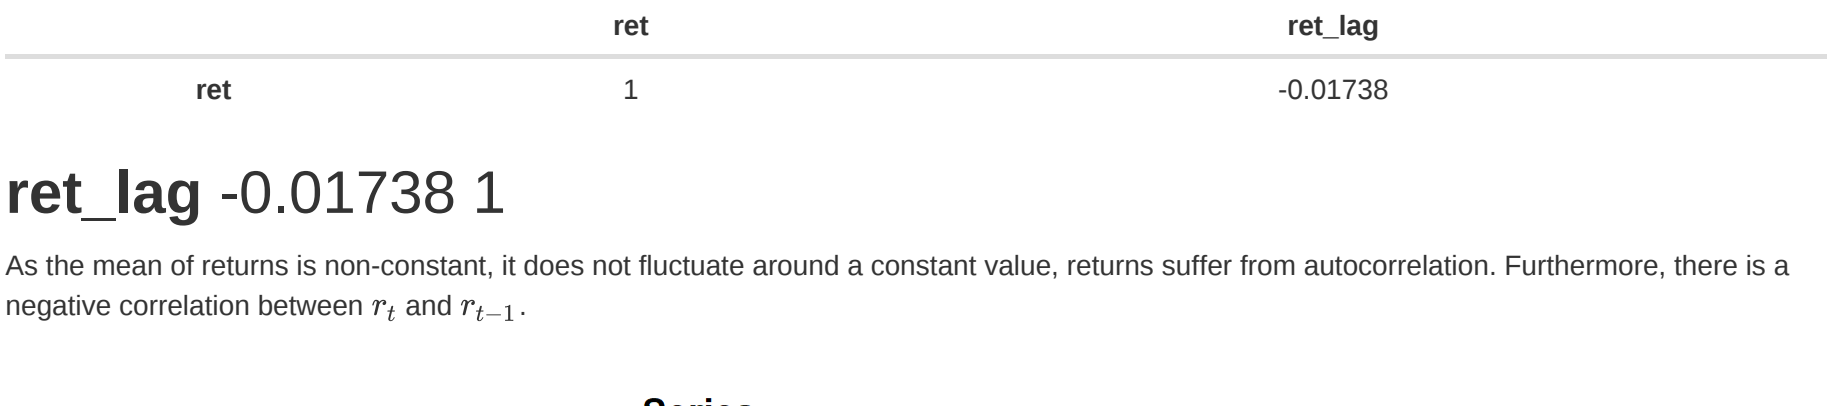 ret ret_lag
ret 1 -0.01738
ret_lag -0.01738 1
As the mean of returns is non-constant, it does not fluctuate around a constant value, returns suffer from autocorrelation. Furthermore, there is a
negative correlation between r_t and r_{t−1}.
Series